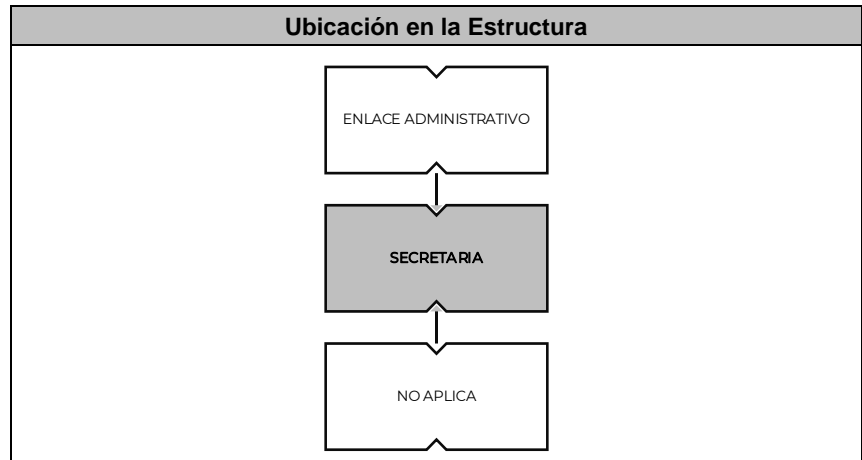 Ubicación en la Estructura
ENLACE ADMINISTRATIVO
SECRETARIA
NO APLICA